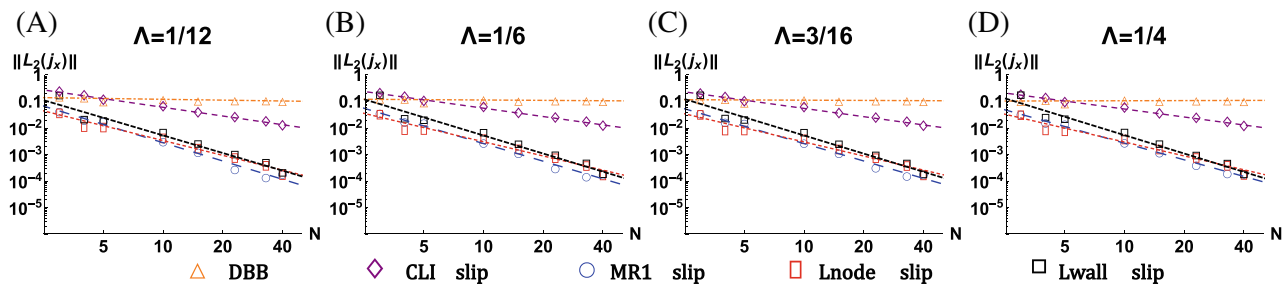 (A) (B) (C) (D)
Λ=1/12 Λ=1/6 Λ=3/16 Λ=1/4
||L₂(jₓ)|| ||L₂(jₓ)|| ||L₂(jₓ)|| ||L₂(jₓ)||
1 1 1 1
0.1 0.1 0.1 0.1
10⁻² 10⁻² 10⁻² 10⁻²
10⁻³ 10⁻³ 10⁻³ 10⁻³
10⁻⁴ 10⁻⁴ 10⁻⁴ 10⁻⁴
10⁻⁵ 10⁻⁵ 10⁻⁵ 10⁻⁵
N N N N
5 10 20 40 5 10 20 40 5 10 20 40 5 10 20 40
DBB CLI slip MR1 slip Lnode slip Lwall slip